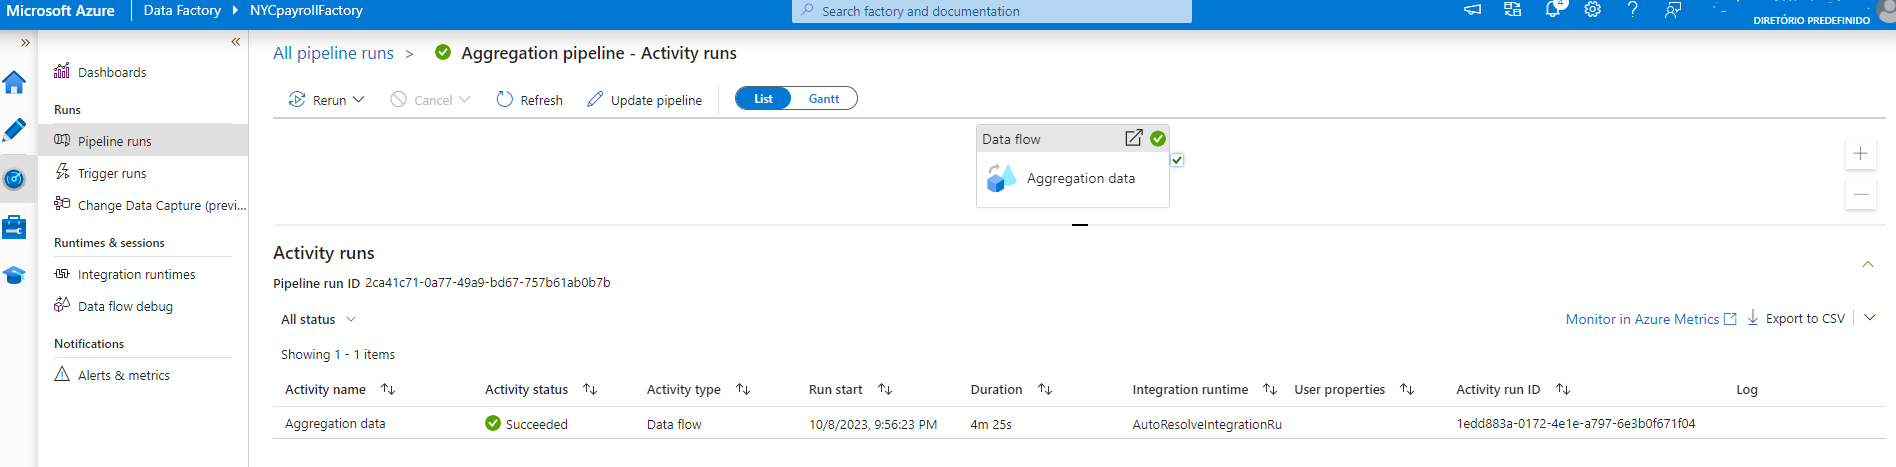 Microsoft Azure
Data Factory
NYCpayrollFactory
Search factory and documentation
4
DIRETÓRIO PREDEFINIDO
»
«
Dashboards
Runs
Pipeline runs
Trigger runs
Change Data Capture (previ...
Runtimes & sessions
Integration runtimes
Data flow debug
Notifications
Alerts & metrics
All pipeline runs > Aggregation pipeline - Activity runs
Rerun Cancel Refresh Update pipeline List Gantt
Data flow
Aggregation data
Activity runs
Pipeline run ID 2ca41c71-0a77-49a9-bd67-757b61ab0b7b
All status
Monitor in Azure Metrics Export to CSV
Showing 1 - 1 items
Activity name Activity status Activity type Run start Duration Integration runtime User properties Activity run ID Log
Aggregation data Succeeded Data flow 10/8/2023, 9:56:23 PM 4m 25s AutoResolveIntegrationRu 1edd883a-0172-4e1e-a797-6e3b0f671f04